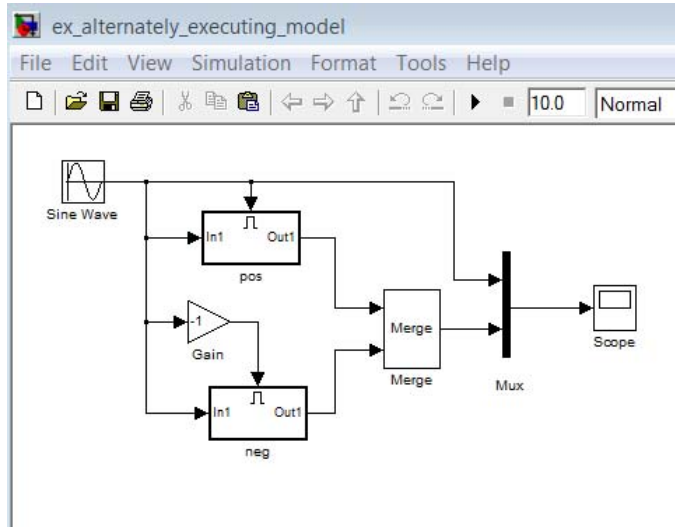 ex_alternately_executing_model
File Edit View Simulation Format Tools Help
10.0 Normal
Sine Wave
In1 Out1
pos
-1
Gain
Merge
Merge
Scope
Mux
In1 Out1
neg